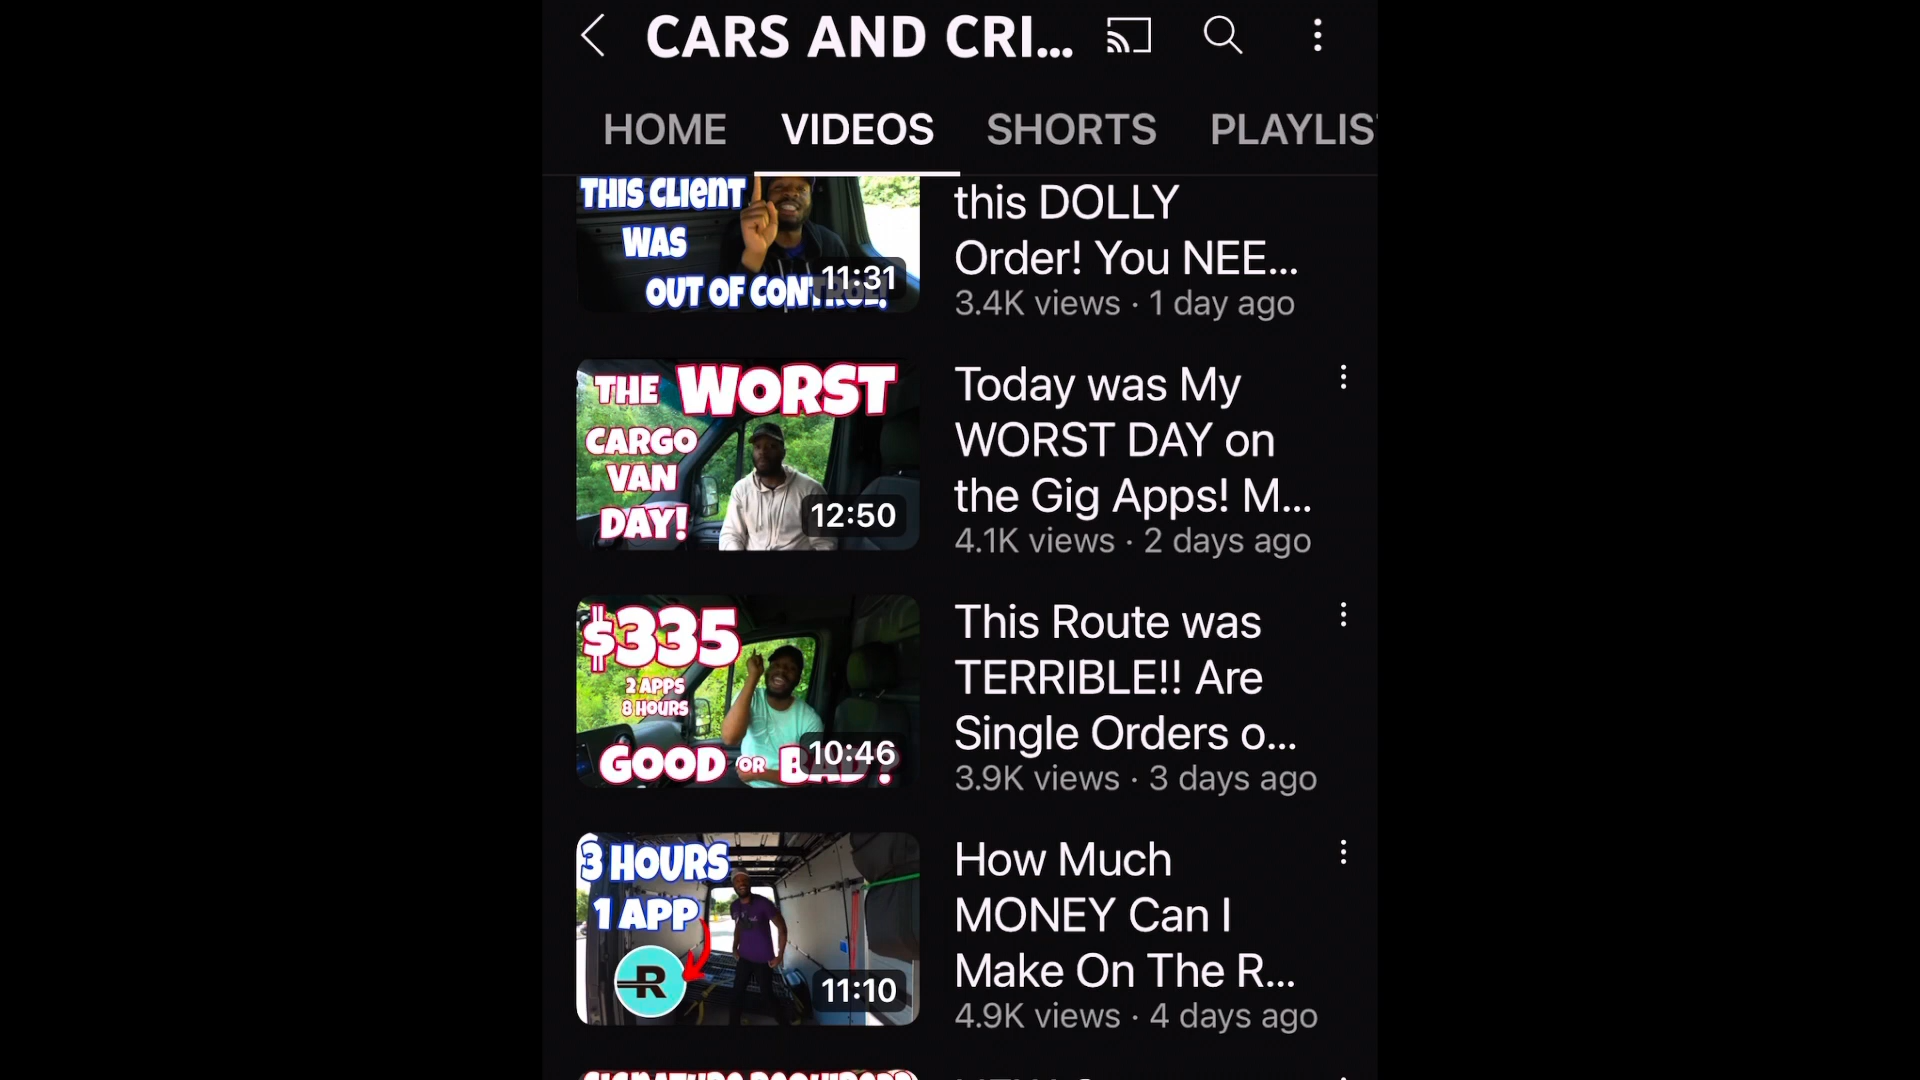 CARS AND CRI...
HOME VIDEOS SHORTS PLAYLIS
THIS CLIENT
WAS
OUT OF CONTROL!
11:31
this DOLLY
Order! You NEE...
3.4K views · 1 day ago
THE WORST
CARGO
VAN
DAY!
12:50
Today was My
WORST DAY on
the Gig Apps! M...
4.1K views · 2 days ago
$335
2 APPS
8 HOURS
GOOD OR BAD?
10:46
This Route was
TERRIBLE!! Are
Single Orders o...
3.9K views · 3 days ago
3 HOURS
1 APP
R
11:10
How Much
MONEY Can I
Make On The R...
4.9K views · 4 days ago